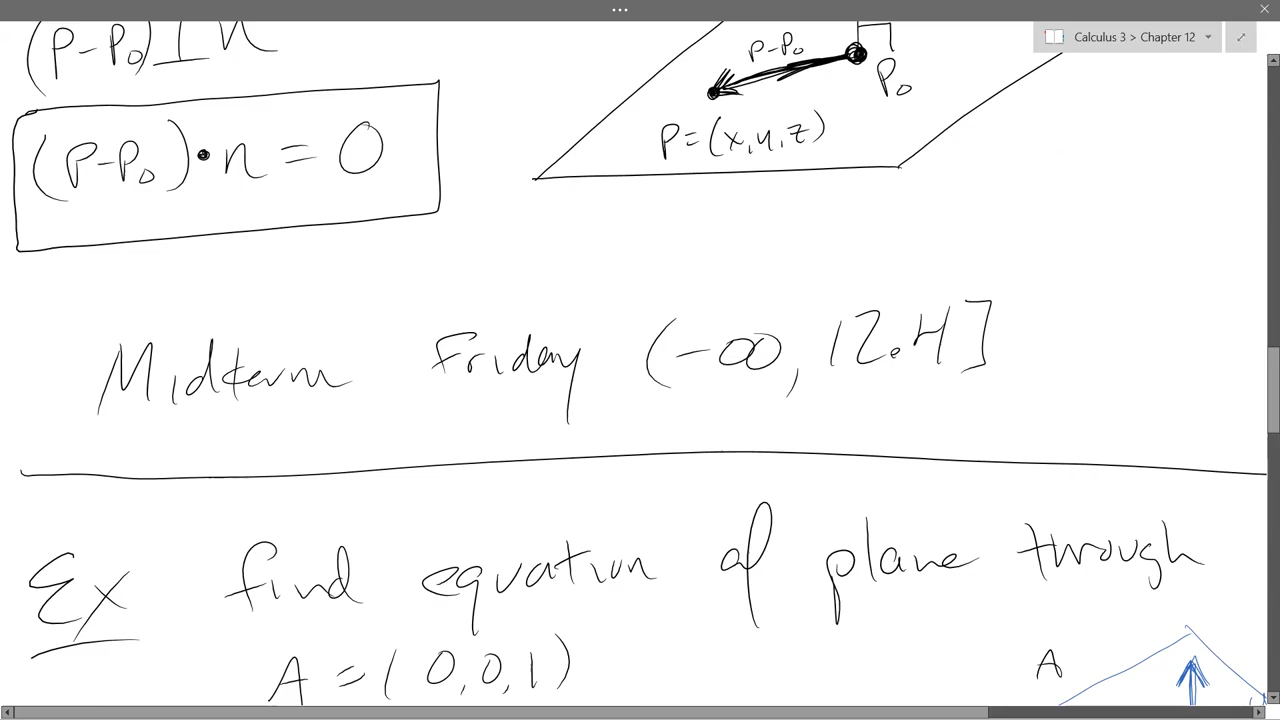 Calculus 3 > Chapter 12
(P-P₀)⊥n
P-P₀
P₀
P=(x,y,z)
(P-P₀)•n=0
Midterm Friday (-∞, 12.4]
Ex find equation of plane through
A=(0,0,1)
A